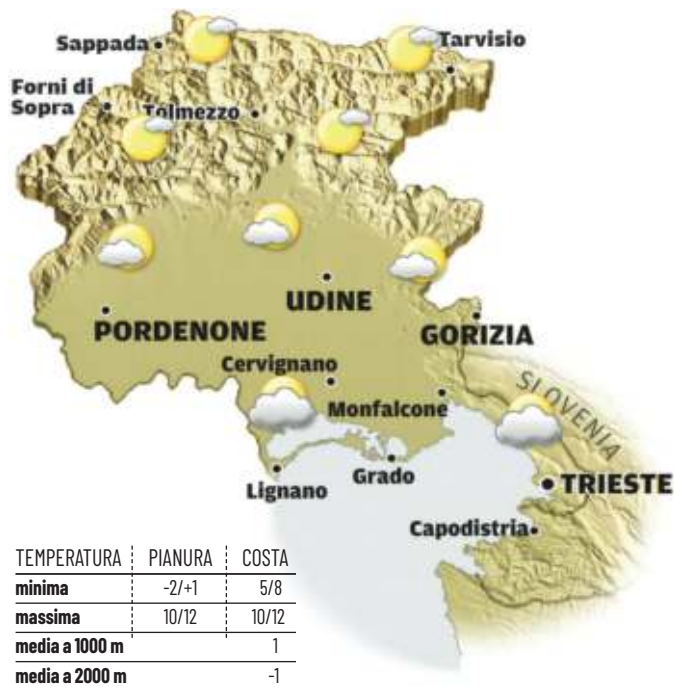 Sappada
Tarvisio
Forni di
Sopra
Tolmezzo
UDINE
PORDENONE
GORIZIA
Cervignano
SLOVENIA
Monfalcone
Grado
Lignano
TRIESTE
Capodistria
TEMPERATURA PIANURA COSTA
minima -2/+1 5/8
massima 10/12 10/12
media a 1000 m 1
media a 2000 m -1